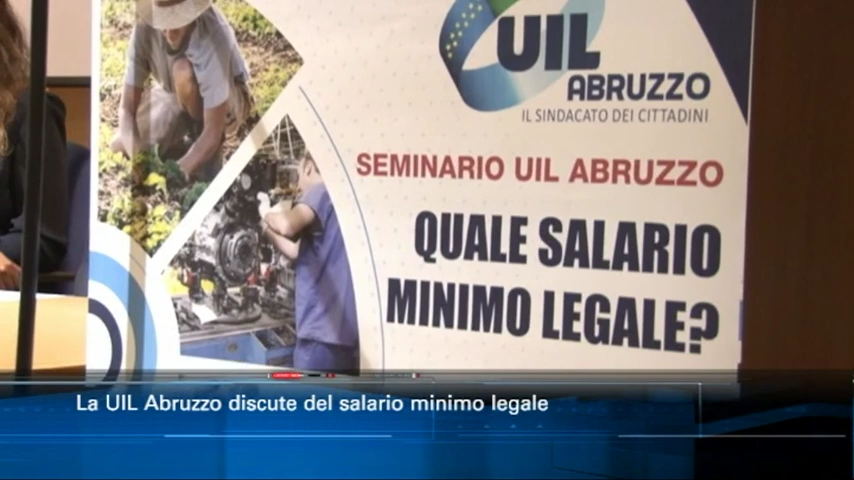 UIL
ABRUZZO
IL SINDACATO DEI CITTADINI
SEMINARIO UIL ABRUZZO
QUALE SALARIO
MINIMO LEGALE?
La UIL Abruzzo discute del salario minimo legale